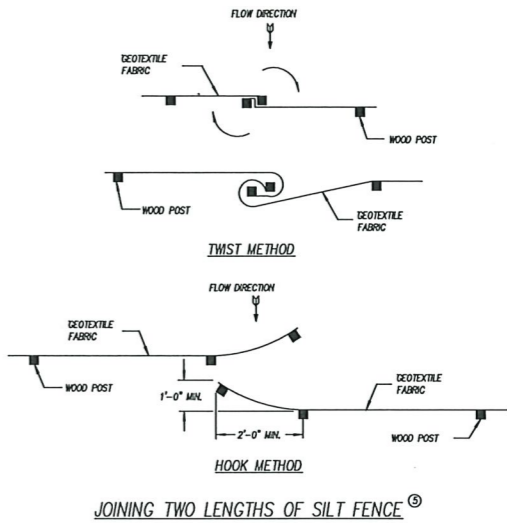 FLOW DIRECTION
GEOTEXTILE
FABRIC
WOOD POST
WOOD POST
GEOTEXTILE
FABRIC
TWIST METHOD
FLOW DIRECTION
GEOTEXTILE
FABRIC
WOOD POST
1'-0" MIN.
GEOTEXTILE
FABRIC
2'-0" MIN.
WOOD POST
HOOK METHOD
JOINING TWO LENGTHS OF SILT FENCE ⑤